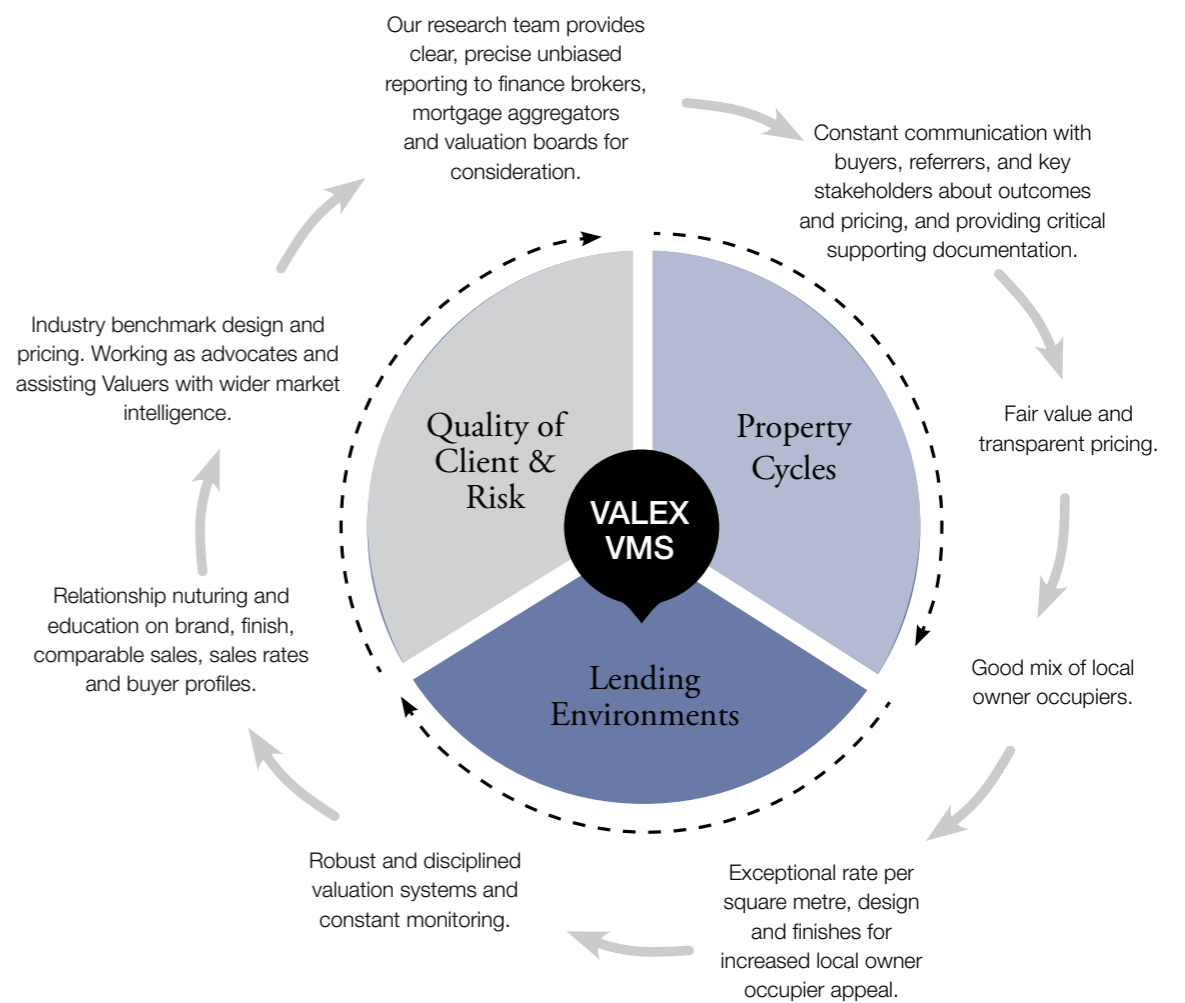 Our research team provides
clear, precise unbiased
reporting to finance brokers,
mortgage aggregators
and valuation boards for
consideration.
Constant communication with
buyers, referrers, and key
stakeholders about outcomes
and pricing, and providing critical
supporting documentation.
Fair value and
transparent pricing.
Good mix of local
owner occupiers.
Exceptional rate per
square metre, design
and finishes for
increased local owner
occupier appeal.
Robust and disciplined
valuation systems and
constant monitoring.
Relationship nuturing and
education on brand, finish,
comparable sales, sales rates
and buyer profiles.
Industry benchmark design and
pricing. Working as advocates and
assisting Valuers with wider market
intelligence.
Quality of
Client &
Risk
Property
Cycles
VALEX
VMS
Lending
Environments